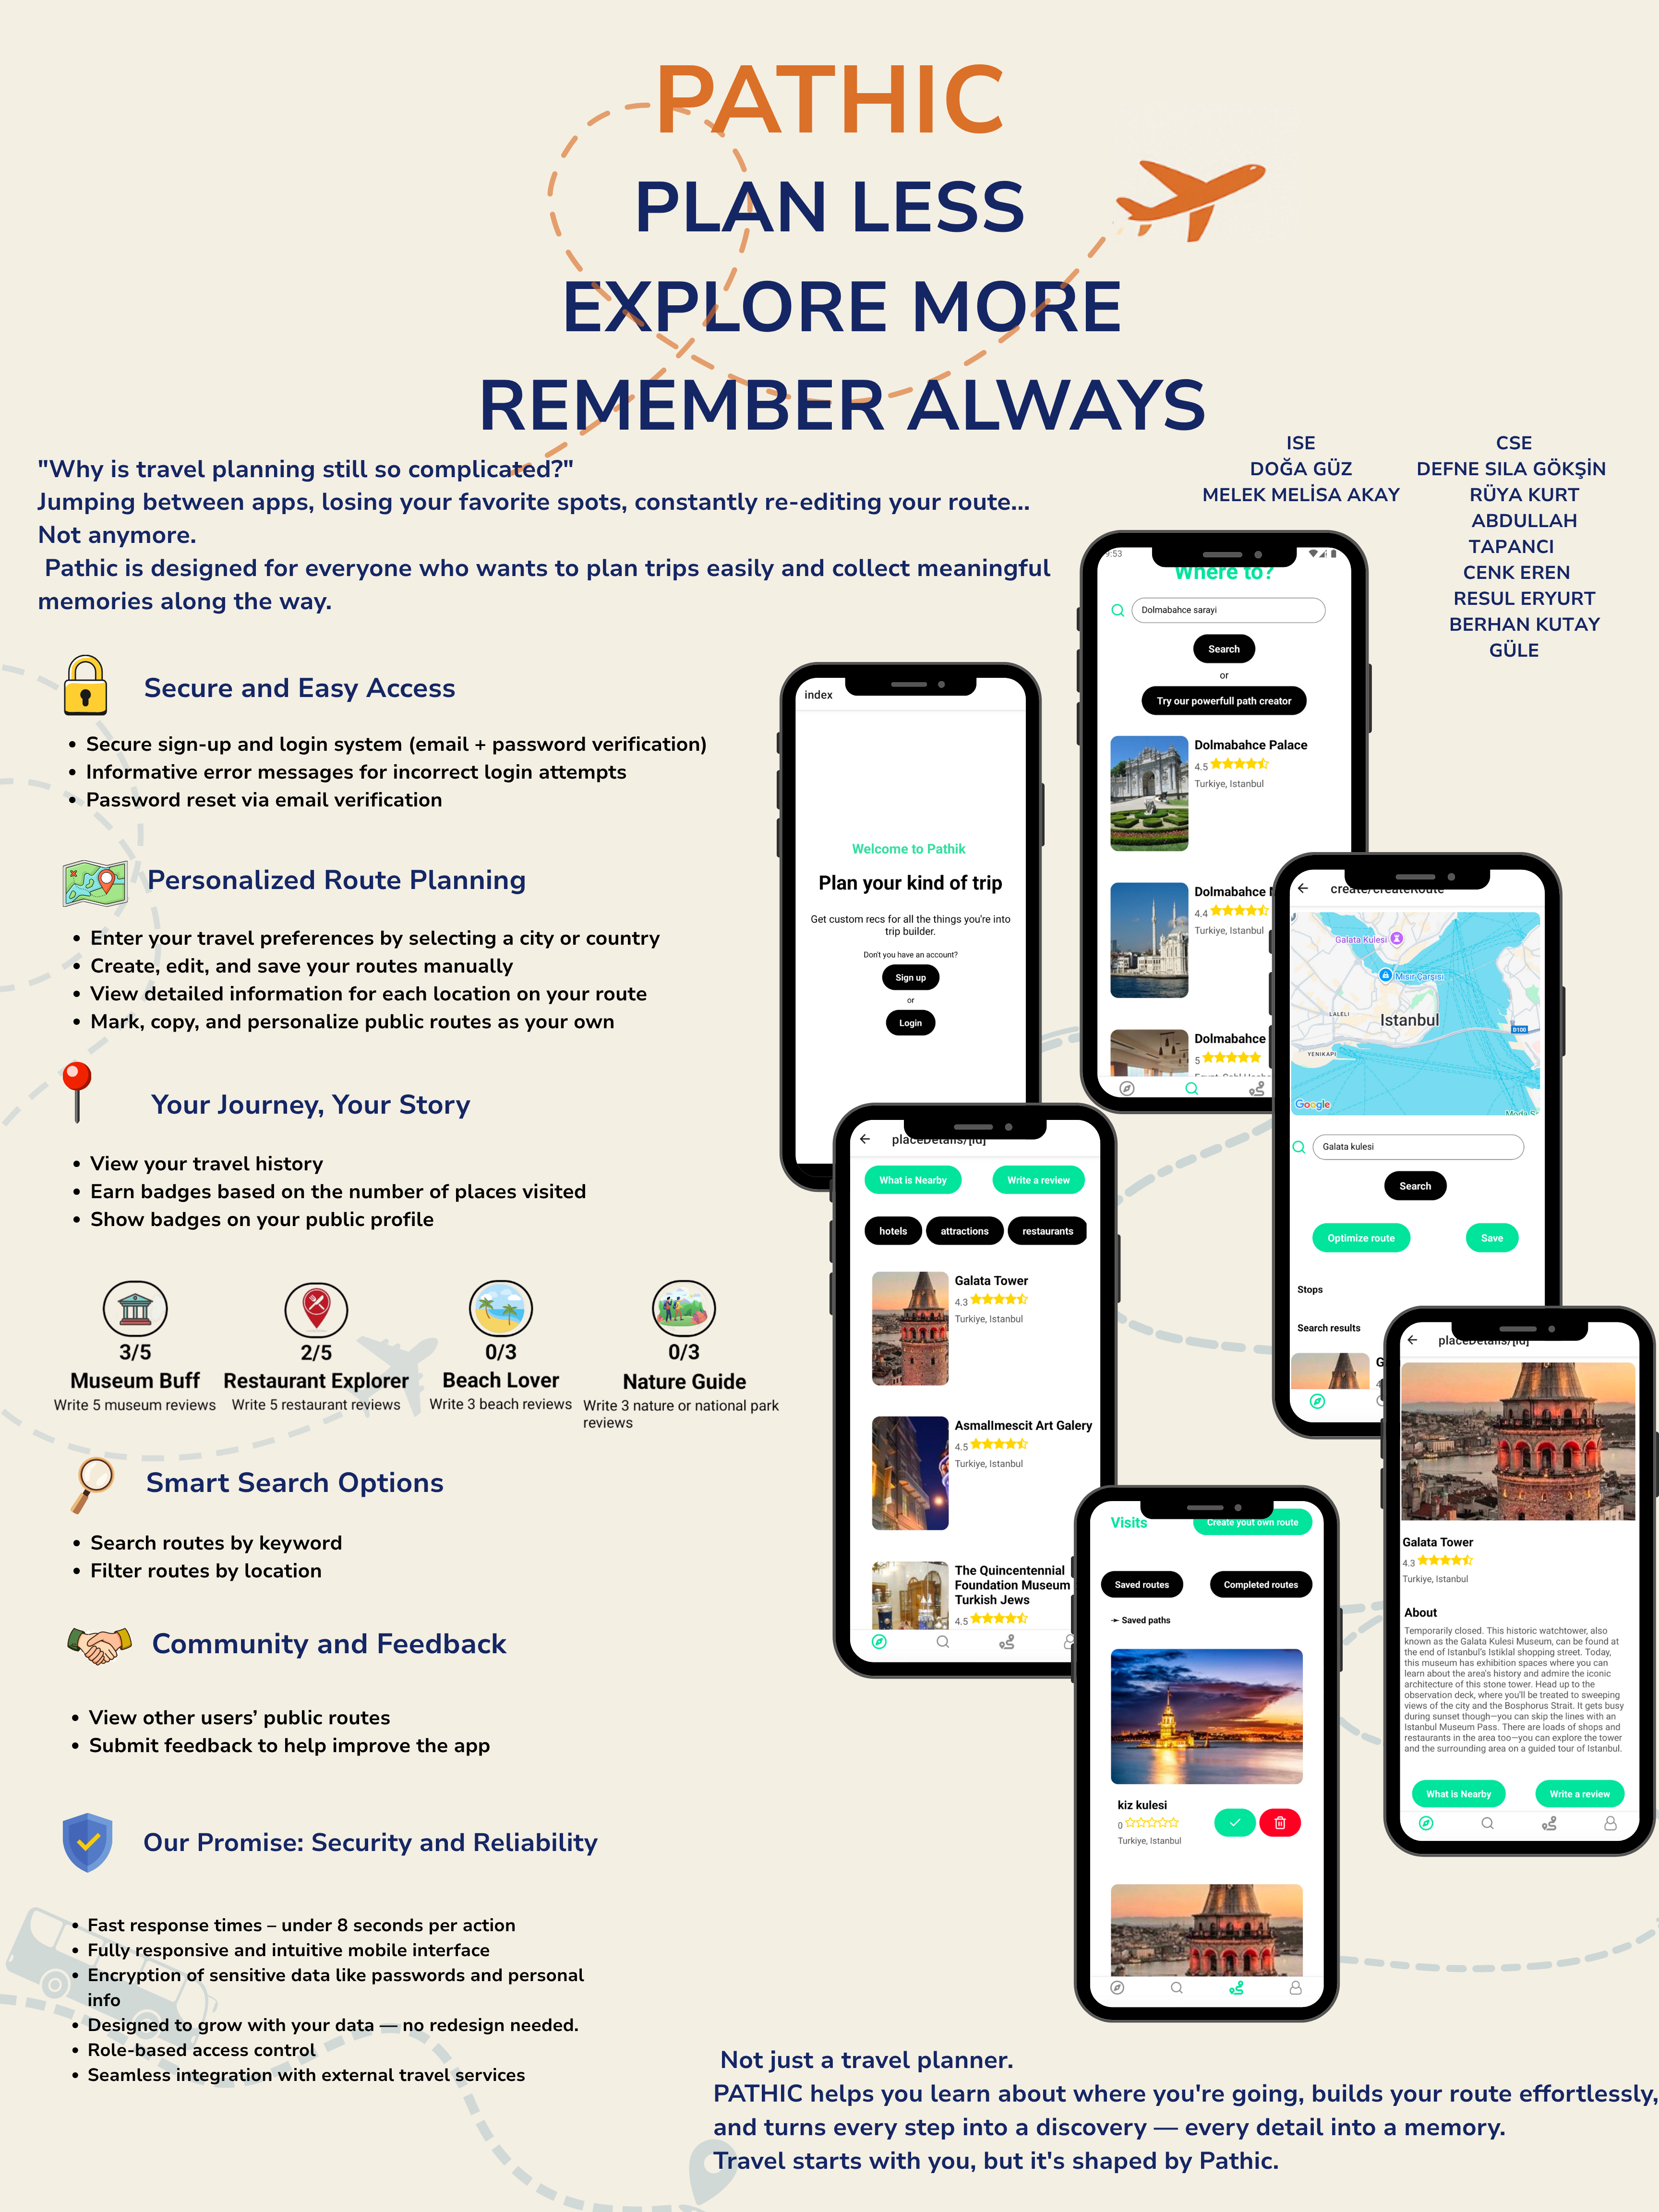 PATHIC
PLAN LESS
EXPLORE MORE
REMEMBER ALWAYS
ISE
DOĞA GÜZ
MELEK MELİSA AKAY
CSE
DEFNE SILA GÖKŞİN
RÜYA KURT
ABDULLAH
TAPANCI
CENK EREN
RESUL ERYURT
BERHAN KUTAY
GÜLE
"Why is travel planning still so complicated?"
Jumping between apps, losing your favorite spots, constantly re-editing your route...
Not anymore.
Pathic is designed for everyone who wants to plan trips easily and collect meaningful
memories along the way.
Secure and Easy Access
• Secure sign-up and login system (email + password verification)
• Informative error messages for incorrect login attempts
• Password reset via email verification
Personalized Route Planning
• Enter your travel preferences by selecting a city or country
• Create, edit, and save your routes manually
• View detailed information for each location on your route
• Mark, copy, and personalize public routes as your own
Your Journey, Your Story
• View your travel history
• Earn badges based on the number of places visited
• Show badges on your public profile
3/5
Museum Buff
Write 5 museum reviews
2/5
Restaurant Explorer
Write 5 restaurant reviews
0/3
Beach Lover
Write 3 beach reviews
0/3
Nature Guide
Write 3 nature or national park
reviews
Smart Search Options
• Search routes by keyword
• Filter routes by location
Community and Feedback
• View other users’ public routes
• Submit feedback to help improve the app
Our Promise: Security and Reliability
• Fast response times – under 8 seconds per action
• Fully responsive and intuitive mobile interface
• Encryption of sensitive data like passwords and personal
info
• Designed to grow with your data — no redesign needed.
• Role-based access control
• Seamless integration with external travel services
index
Welcome to Pathik
Plan your kind of trip
Get custom recs for all the things you're into
trip builder.
Don't you have an account?
Sign up
or
Login
9:53
Where to?
Dolmabahce sarayi
Search
or
Try our powerfull path creator
Dolmabahce Palace
4.5
Turkiye, Istanbul
Dolmabahce
4.4
Turkiye, Istanbul
Dolmabahce
5
create/createRoute
Galata Kulesi
Mısır Çarşısı
LALELI
Istanbul
D100
YENIKAPI
Google
Galata kulesi
Search
Optimize route
Save
Stops
Search results
placeDetails/[id]
What is Nearby
Write a review
hotels
attractions
restaurants
Galata Tower
4.3
Turkiye, Istanbul
AsmalImescit Art Galery
4.5
Turkiye, Istanbul
The Quincentennial
Foundation Museum
Turkish Jews
4.5
placeDetails/[id]
Galata Tower
4.3
Turkiye, Istanbul
About
Temporarily closed. This historic watchtower, also
known as the Galata Kulesi Museum, can be found at
the end of Istanbul's Istiklal shopping street. Today,
this museum has exhibition spaces where you can
learn about the area's history and admire the iconic
architecture of this stone tower. Head up to the
observation deck, where you'll be treated to sweeping
views of the city and the Bosphorus Strait. It gets busy
during sunset though—you can skip the lines with an
Istanbul Museum Pass. There are loads of shops and
restaurants in the area too—you can explore the tower
and the surrounding area on a guided tour of Istanbul.
What is Nearby
Write a review
Visits
Create yout own route
Saved routes
Completed routes
Saved paths
kiz kulesi
0
Turkiye, Istanbul
Not just a travel planner.
PATHIC helps you learn about where you're going, builds your route effortlessly,
and turns every step into a discovery — every detail into a memory.
Travel starts with you, but it's shaped by Pathic.